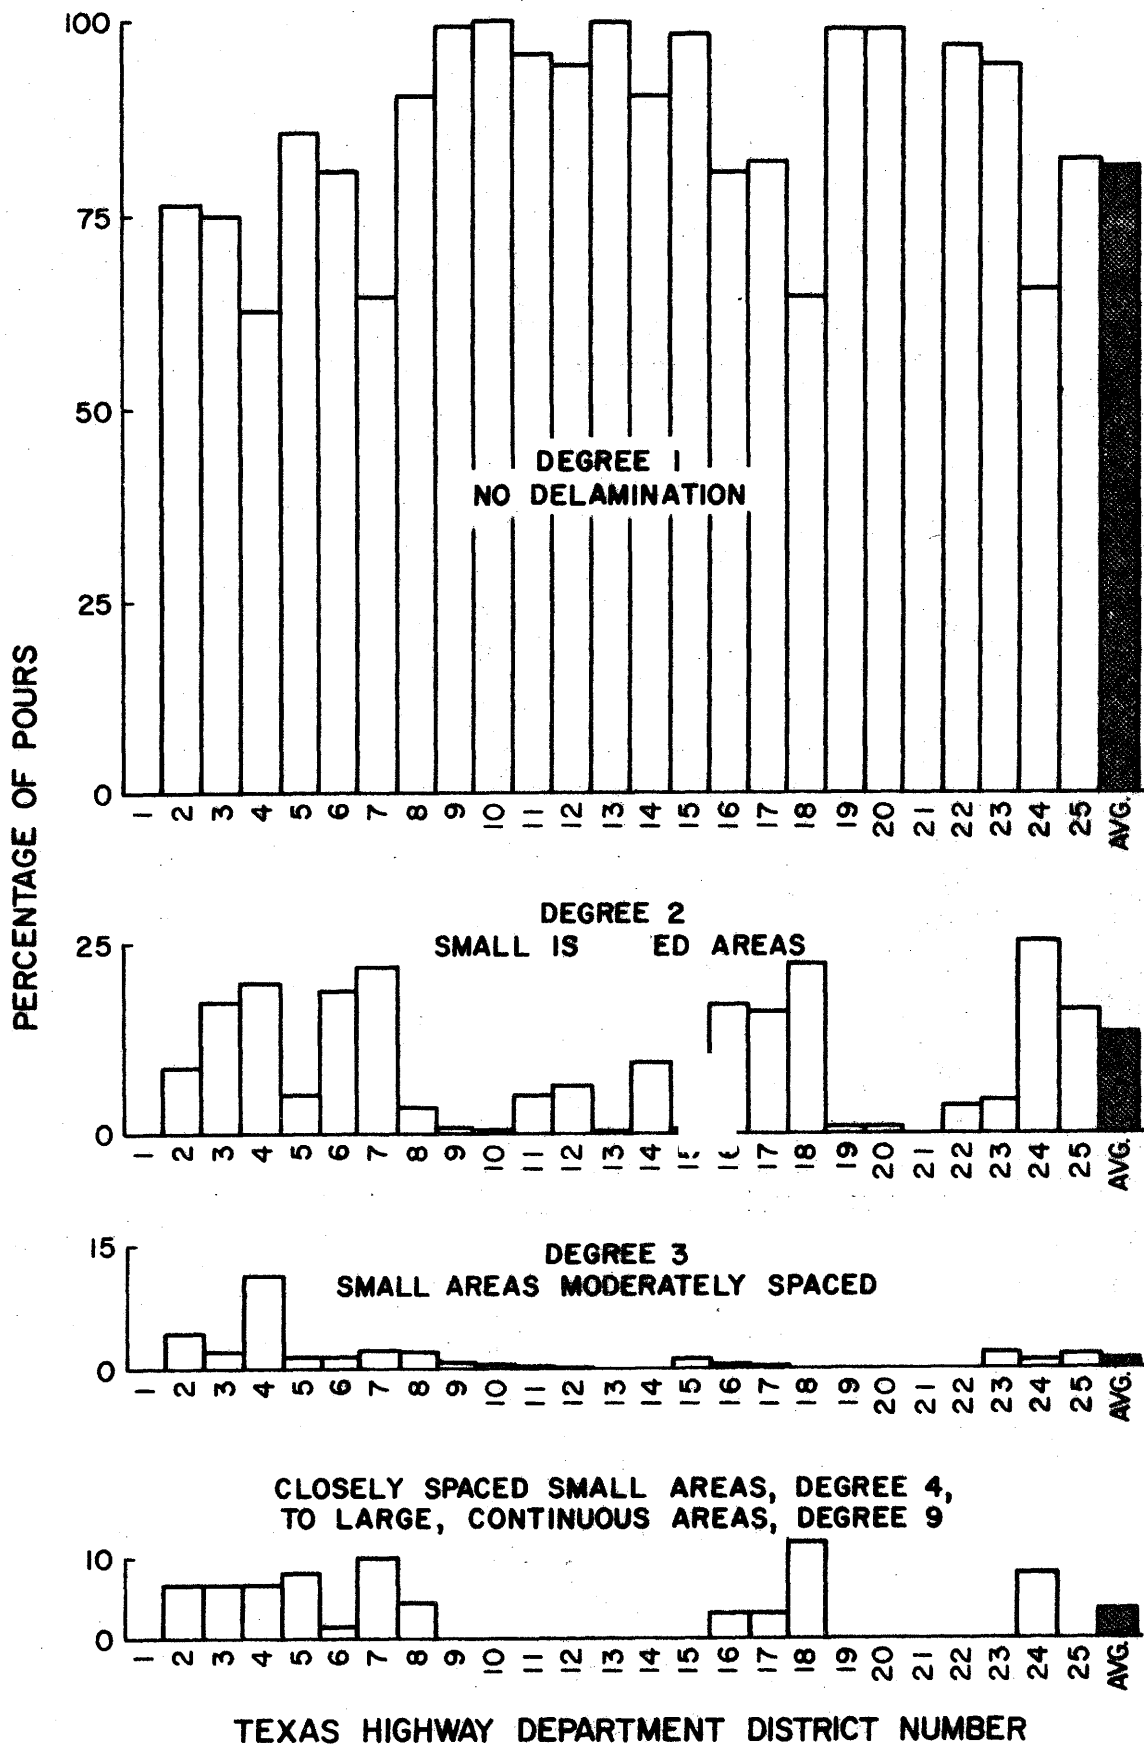 PERCENTAGE OF POURS
100
75
50
25
0
DEGREE 1
NO DELAMINATION
1 2 3 4 5 6 7 8 9 10 11 12 13 14 15 16 17 18 19 20 21 22 23 24 25 AVG.
DEGREE 2
SMALL IS ED AREAS
25
0
1 2 3 4 5 6 7 8 9 10 11 12 13 14 17 18 19 20 21 22 23 24 25 AVG.
DEGREE 3
SMALL AREAS MODERATELY SPACED
15
0
1 2 3 4 5 6 7 8 9 10 11 12 13 14 15 16 17 18 19 20 21 22 23 24 25 AVG.
CLOSELY SPACED SMALL AREAS, DEGREE 4,
TO LARGE, CONTINUOUS AREAS, DEGREE 9
10
0
1 2 3 4 5 6 7 8 9 10 11 12 13 14 15 16 17 18 19 20 21 22 23 24 25 AVG.
TEXAS HIGHWAY DEPARTMENT DISTRICT NUMBER